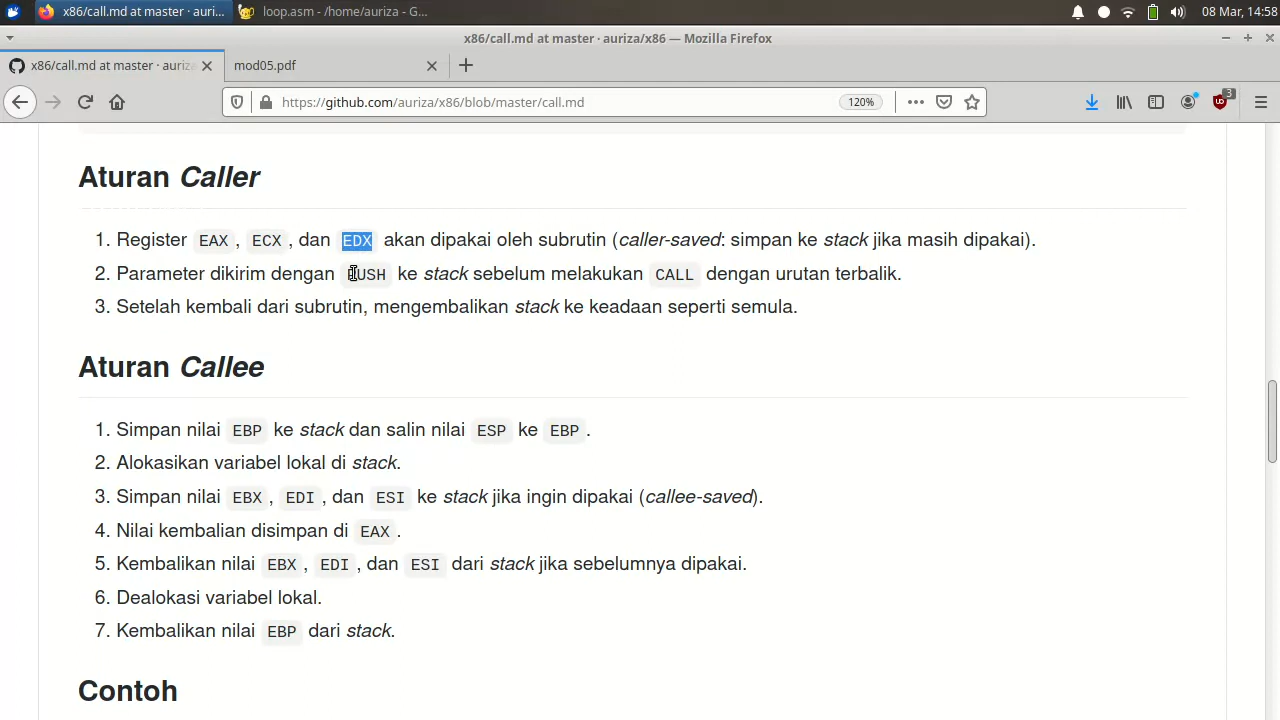 x86/call.md at master · auri...
loop.asm - /home/auriza - G...
08 Mar, 14:58
x86/call.md at master · auriza/x86 — Mozilla Firefox
x86/call.md at master · auriza
mod05.pdf
https://github.com/auriza/x86/blob/master/call.md
120%
3
Aturan Caller
1. Register EAX, ECX, dan EDX akan dipakai oleh subrutin (caller-saved: simpan ke stack jika masih dipakai).
2. Parameter dikirim dengan PUSH ke stack sebelum melakukan CALL dengan urutan terbalik.
3. Setelah kembali dari subrutin, mengembalikan stack ke keadaan seperti semula.
Aturan Callee
1. Simpan nilai EBP ke stack dan salin nilai ESP ke EBP.
2. Alokasikan variabel lokal di stack.
3. Simpan nilai EBX, EDI, dan ESI ke stack jika ingin dipakai (callee-saved).
4. Nilai kembalian disimpan di EAX.
5. Kembalikan nilai EBX, EDI, dan ESI dari stack jika sebelumnya dipakai.
6. Dealokasi variabel lokal.
7. Kembalikan nilai EBP dari stack.
Contoh